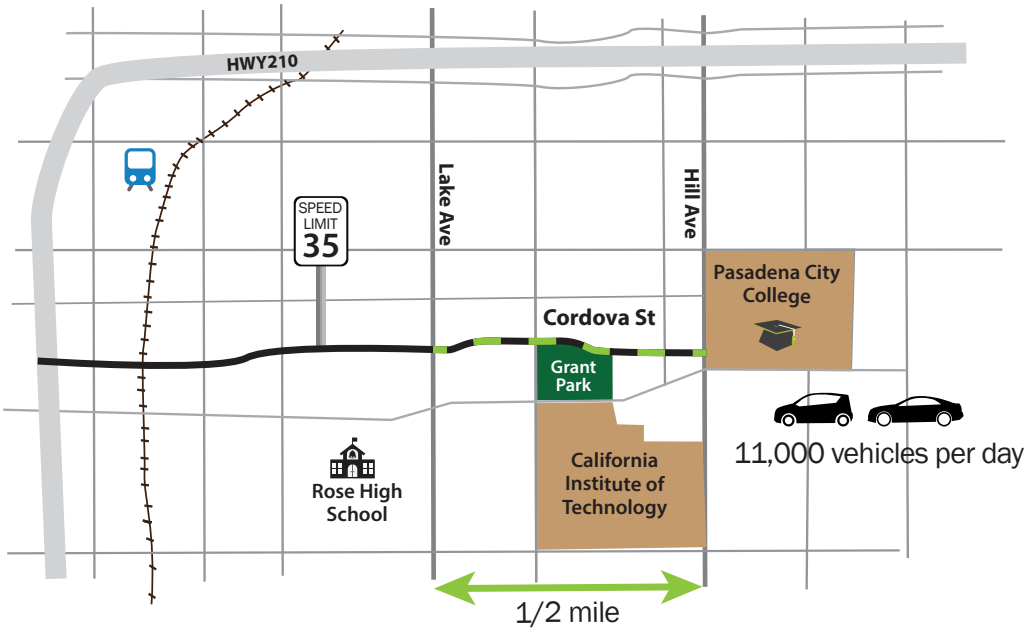 HWY210
Lake Ave
Hill Ave
SPEED
LIMIT
35
Pasadena City
College
Cordova St
Grant
Park
California
Institute of
Technology
11,000 vehicles per day
Rose High
School
1/2 mile